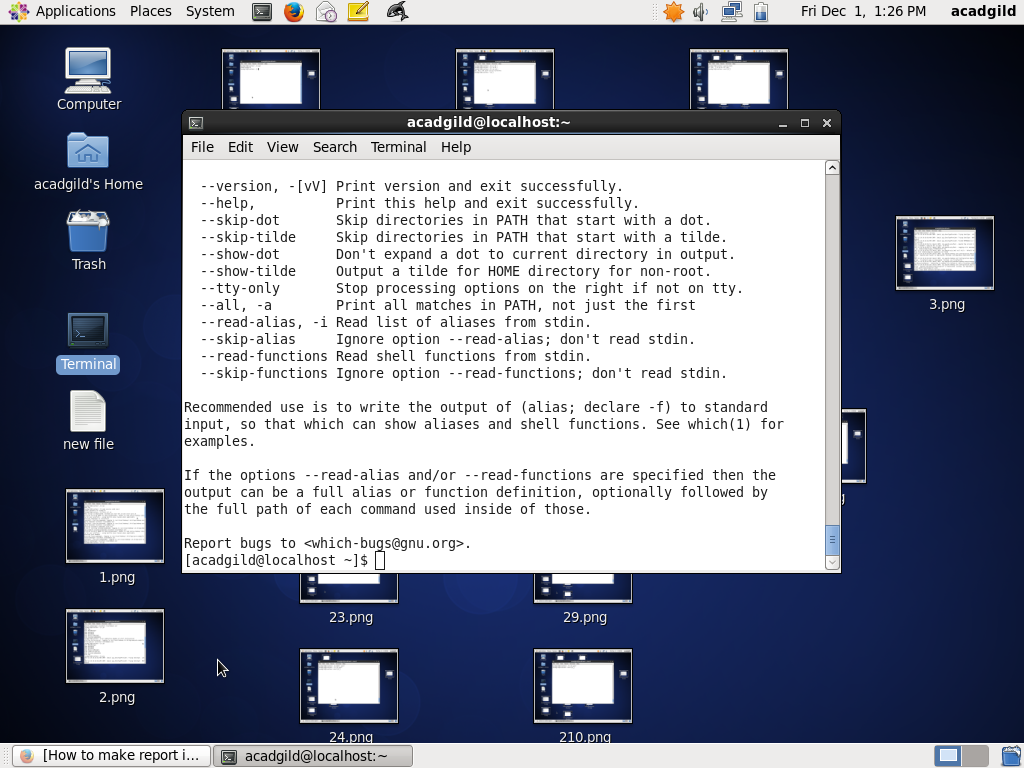 Applications Places System
Fri Dec 1, 1:26 PM acadgild
Computer
acadgild's Home
Trash
Terminal
new file
1.png
2.png
acadgild@localhost:~
File Edit View Search Terminal Help
--version, -[vV] Print version and exit successfully.
--help, Print this help and exit successfully.
--skip-dot Skip directories in PATH that start with a dot.
--skip-tilde Skip directories in PATH that start with a tilde.
--show-dot Don't expand a dot to current directory in output.
--show-tilde Output a tilde for HOME directory for non-root.
--tty-only Stop processing options on the right if not on tty.
--all, -a Print all matches in PATH, not just the first
--read-alias, -i Read list of aliases from stdin.
--skip-alias Ignore option --read-alias; don't read stdin.
--read-functions Read shell functions from stdin.
--skip-functions Ignore option --read-functions; don't read stdin.
Recommended use is to write the output of (alias; declare -f) to standard
input, so that which can show aliases and shell functions. See which(1) for
examples.
If the options --read-alias and/or --read-functions are specified then the
output can be a full alias or function definition, optionally followed by
the full path of each command used inside of those.
Report bugs to <which-bugs@gnu.org>.
[acadgild@localhost ~]$
3.png
23.png
29.png
24.png
210.png
[How to make report i...
acadgild@localhost:~